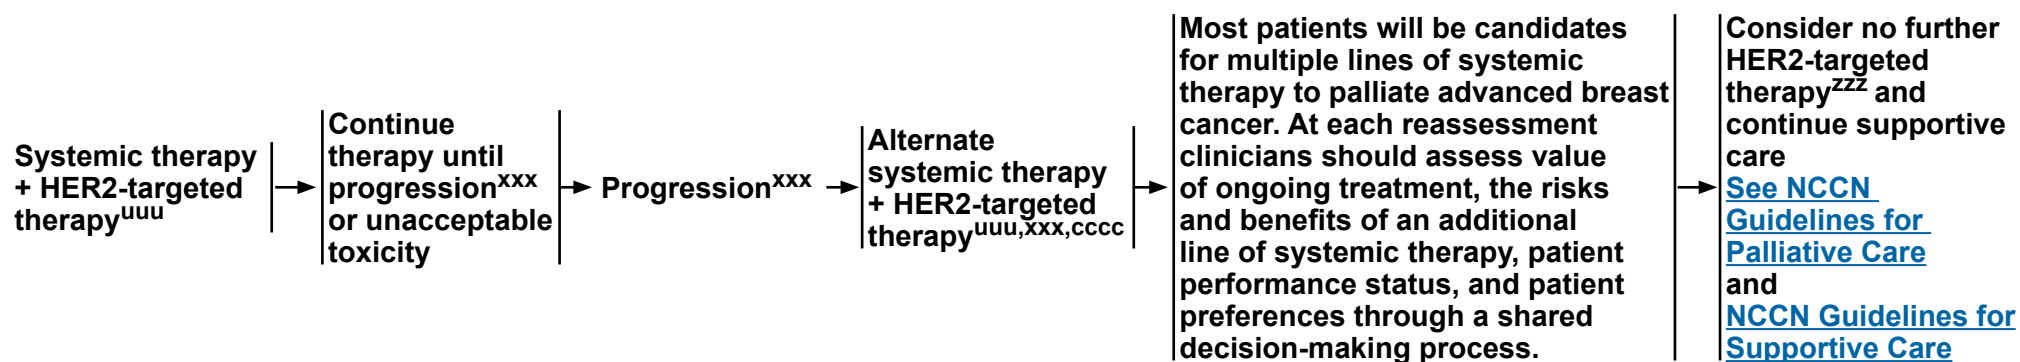 Systemic therapy
+ HER2-targeted
therapyuuu
Continue
therapy until
progressionxxx
or unacceptable
toxicity
Progressionxxx
Alternate
systemic therapy
+ HER2-targeted
therapyuuu,xxx,cccc
Most patients will be candidates
for multiple lines of systemic
therapy to palliate advanced breast
cancer. At each reassessment
clinicians should assess value
of ongoing treatment, the risks
and benefits of an additional
line of systemic therapy, patient
performance status, and patient
preferences through a shared
decision-making process.
Consider no further
HER2-targeted
therapyzzz and
continue supportive
care
See NCCN
Guidelines for
Palliative Care
and
NCCN Guidelines for
Supportive Care